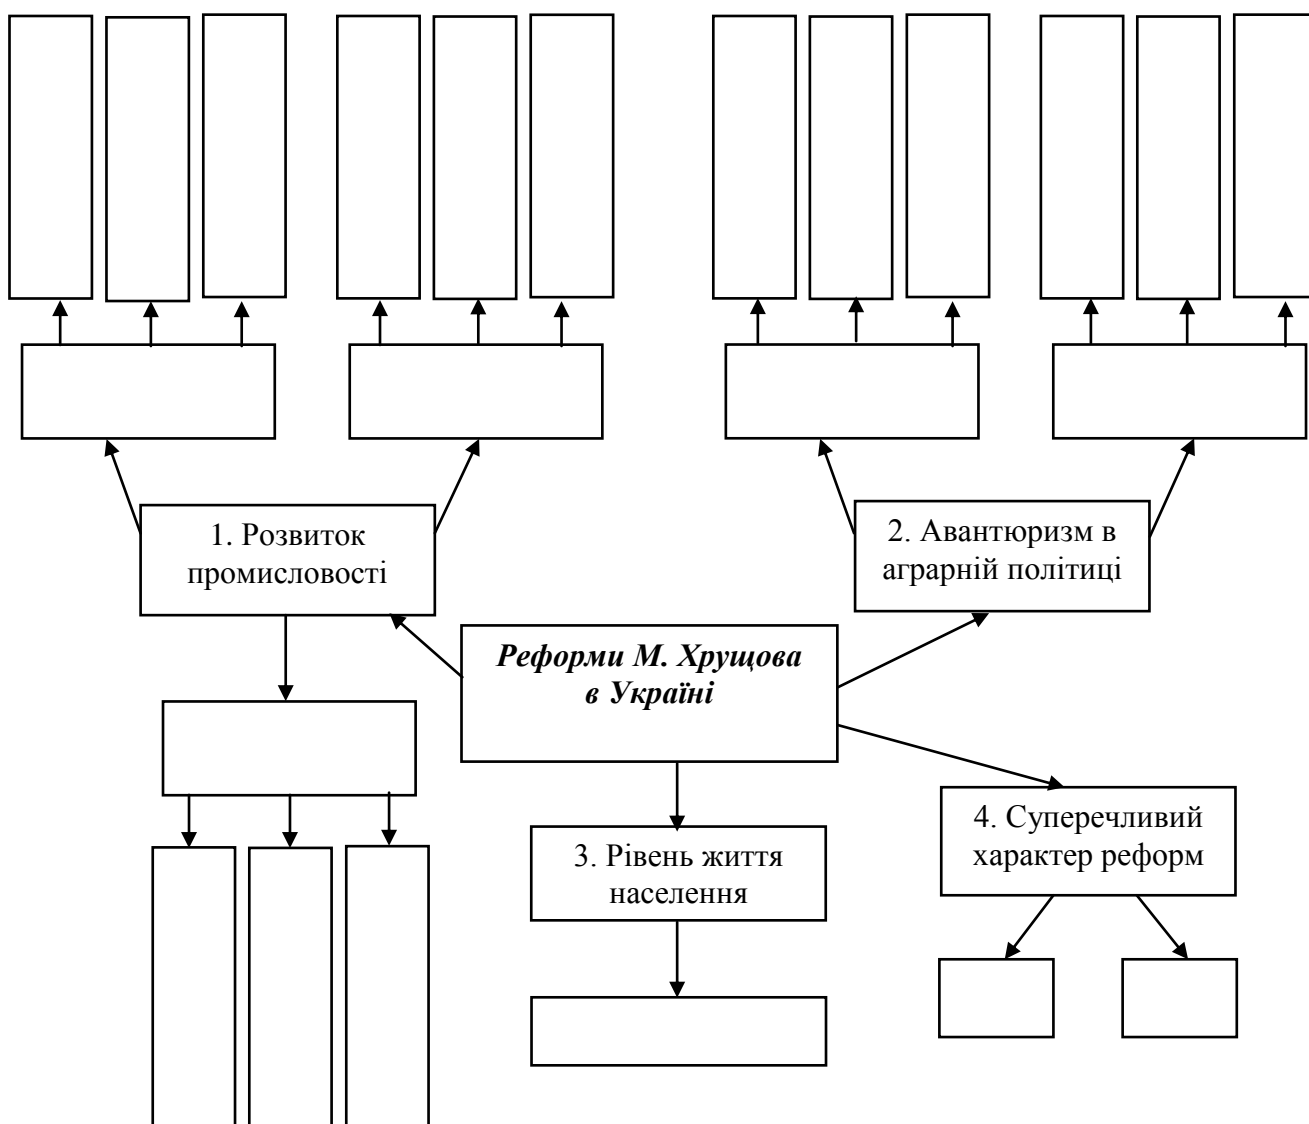 1. Розвиток
промисловості
2. Авантюризм в
аграрній політиці
Реформи М. Хрущова
в Україні
3. Рівень життя
населення
4. Суперечливий
характер реформ